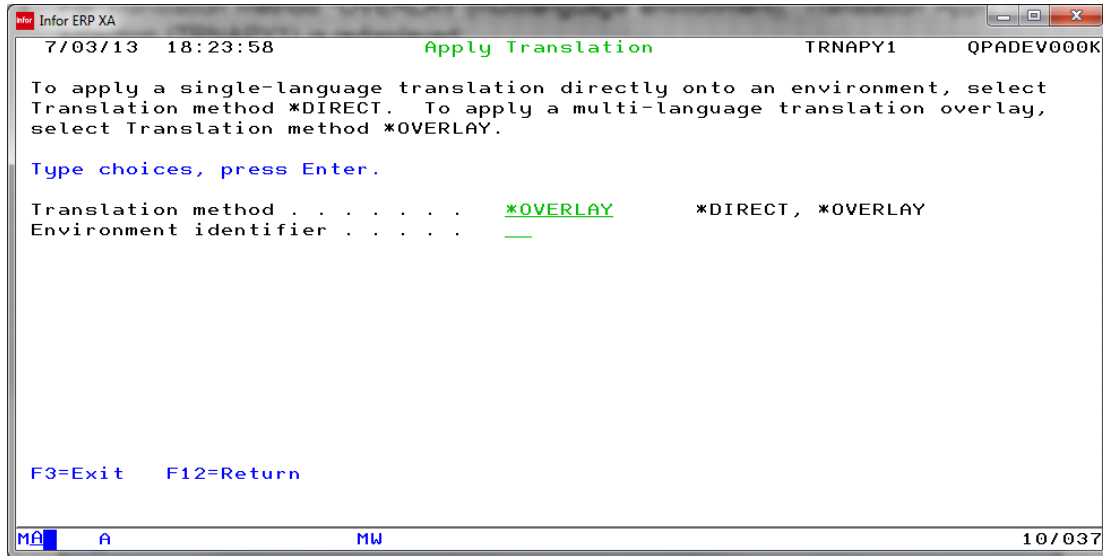 infor Infor ERP XA
7/03/13 18:23:58 Apply Translation TRNAPY1 QPADEV000K
To apply a single-language translation directly onto an environment, select
Translation method *DIRECT. To apply a multi-language translation overlay,
select Translation method *OVERLAY.
Type choices, press Enter.
Translation method . . . . . . . *OVERLAY *DIRECT, *OVERLAY
Environment identifier . . . . . __
F3=Exit F12=Return
MA A MW 10/037